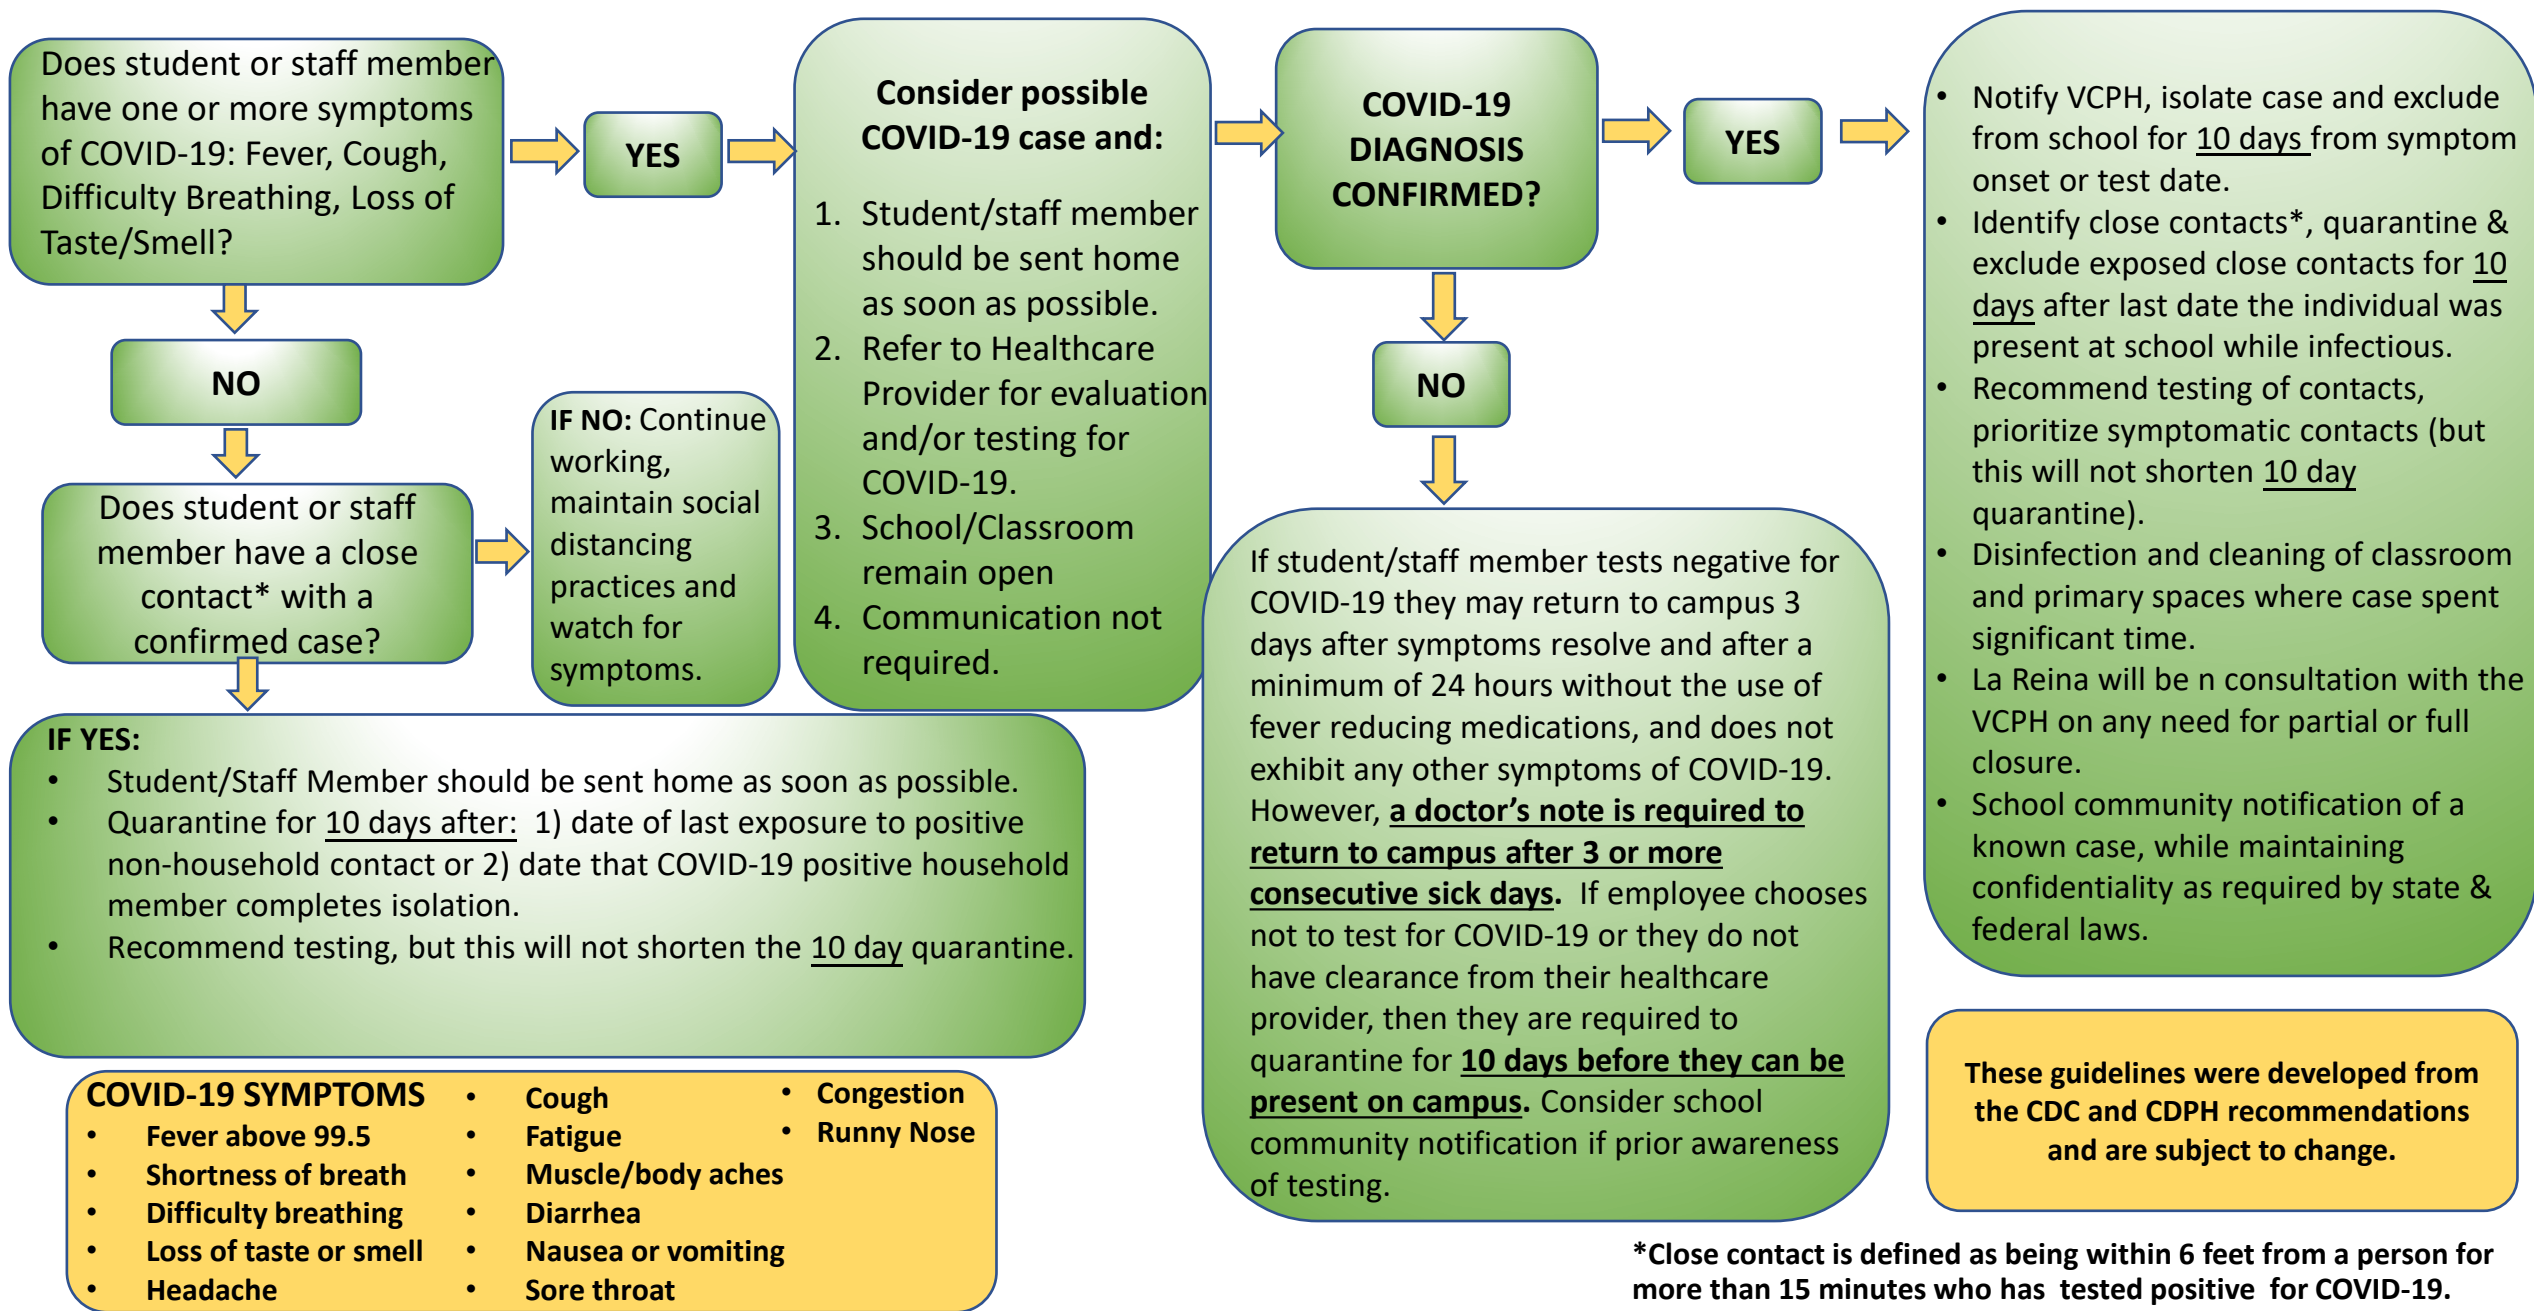 Does student or staff member
have one or more symptoms
of COVID-19: Fever, Cough,
Difficulty Breathing, Loss of
Taste/Smell?
YES
NO
Does student or staff
member have a close
contact* with a
confirmed case?
IF NO: Continue
working,
maintain social
distancing
practices and
watch for
symptoms.
IF YES:
• Student/Staff Member should be sent home as soon as possible.
• Quarantine for 10 days after: 1) date of last exposure to positive
non-household contact or 2) date that COVID-19 positive household
member completes isolation.
• Recommend testing, but this will not shorten the 10 day quarantine.
Consider possible
COVID-19 case and:
1. Student/staff member
should be sent home
as soon as possible.
2. Refer to Healthcare
Provider for evaluation
and/or testing for
COVID-19.
3. School/Classroom
remain open
4. Communication not
required.
COVID-19
DIAGNOSIS
CONFIRMED?
YES
NO
If student/staff member tests negative for
COVID-19 they may return to campus 3
days after symptoms resolve and after a
minimum of 24 hours without the use of
fever reducing medications, and does not
exhibit any other symptoms of COVID-19.
However, a doctor's note is required to
return to campus after 3 or more
consecutive sick days. If employee chooses
not to test for COVID-19 or they do not
have clearance from their healthcare
provider, then they are required to
quarantine for 10 days before they can be
present on campus. Consider school
community notification if prior awareness
of testing.
• Notify VCPH, isolate case and exclude
from school for 10 days from symptom
onset or test date.
• Identify close contacts*, quarantine &
exclude exposed close contacts for 10
days after last date the individual was
present at school while infectious.
• Recommend testing of contacts,
prioritize symptomatic contacts (but
this will not shorten 10 day
quarantine).
• Disinfection and cleaning of classroom
and primary spaces where case spent
significant time.
• La Reina will be n consultation with the
VCPH on any need for partial or full
closure.
• School community notification of a
known case, while maintaining
confidentiality as required by state &
federal laws.
COVID-19 SYMPTOMS
• Fever above 99.5
• Shortness of breath
• Difficulty breathing
• Loss of taste or smell
• Headache
• Cough
• Fatigue
• Muscle/body aches
• Diarrhea
• Nausea or vomiting
• Sore throat
• Congestion
• Runny Nose
These guidelines were developed from
the CDC and CDPH recommendations
and are subject to change.
*Close contact is defined as being within 6 feet from a person for
more than 15 minutes who has tested positive for COVID-19.